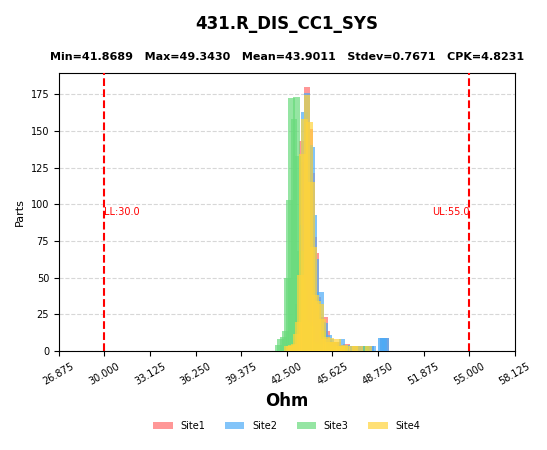 431.R_DIS_CC1_SYS
Min=41.8689 Max=49.3430 Mean=43.9011 Stdev=0.7671 CPK=4.8231
175
150
125
100
75
50
25
0
Parts
LL:30.0
UL:55.0
26.875 30.000 33.125 36.250 39.375 42.500 45.625 48.750 51.875 55.000 58.125
Ohm
Site1 Site2 Site3 Site4